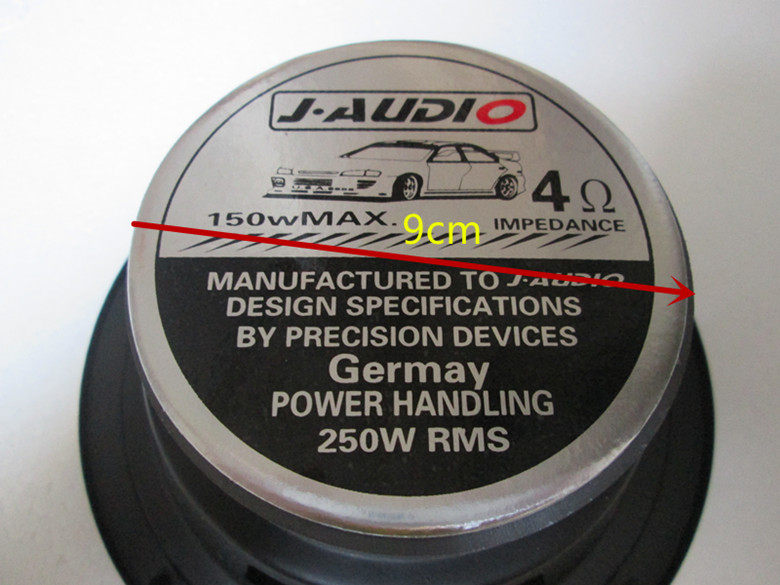 J·AUDIO
4Ω
150wMAX.
9cm
IMPEDANCE
MANUFACTURED TO J·AUDIO
DESIGN SPECIFICATIONS
BY PRECISION DEVICES
Germay
POWER HANDLING
250W RMS